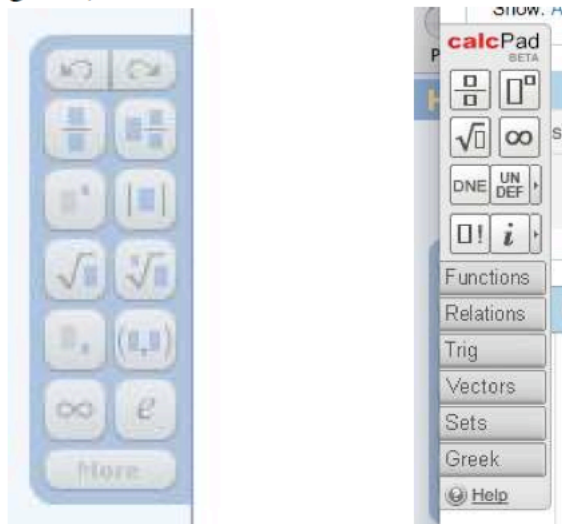 Show:
calcPad
BETA
∞
DNE
UN
DEF
!
i
Functions
Relations
Trig
Vectors
Sets
Greek
Help
∞ e
More